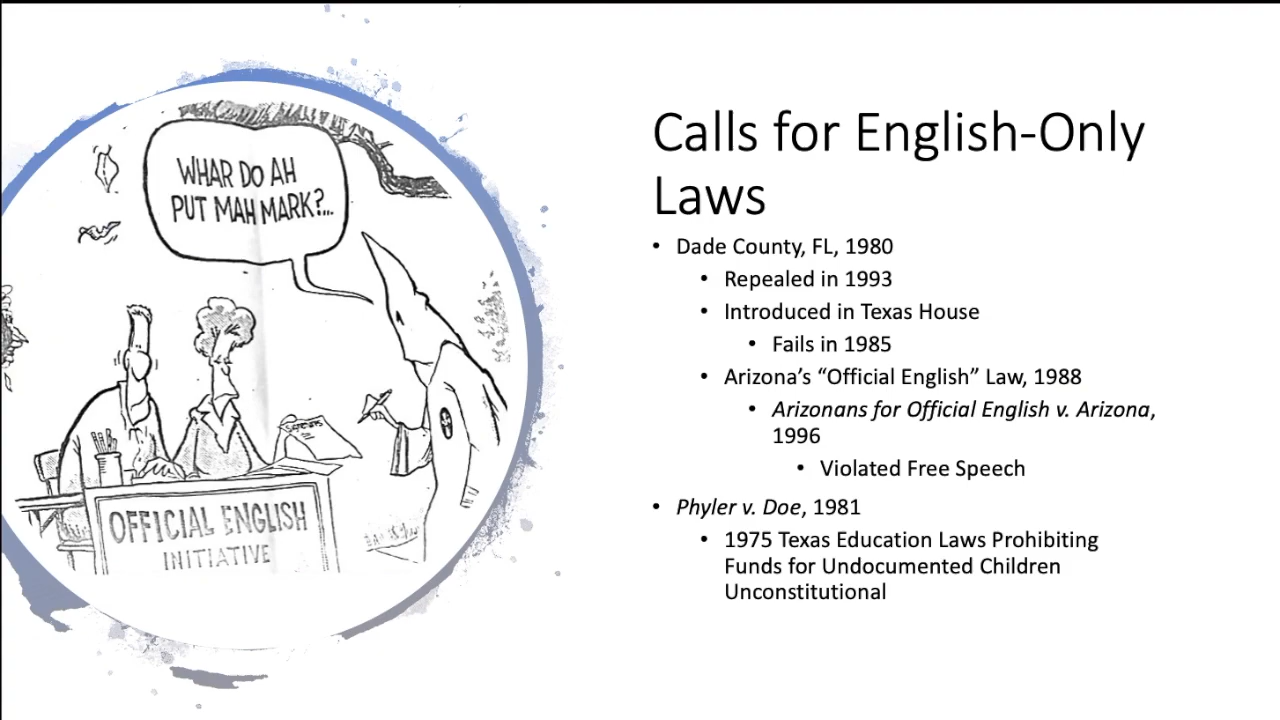 WHAR DO AH
PUT MAH MARK?...
OFFICIAL ENGLISH
INITIATIVE
Calls for English-Only
Laws
• Dade County, FL, 1980
• Repealed in 1993
• Introduced in Texas House
• Fails in 1985
• Arizona’s “Official English” Law, 1988
• Arizonans for Official English v. Arizona,
1996
• Violated Free Speech
• Phyler v. Doe, 1981
• 1975 Texas Education Laws Prohibiting
Funds for Undocumented Children
Unconstitutional